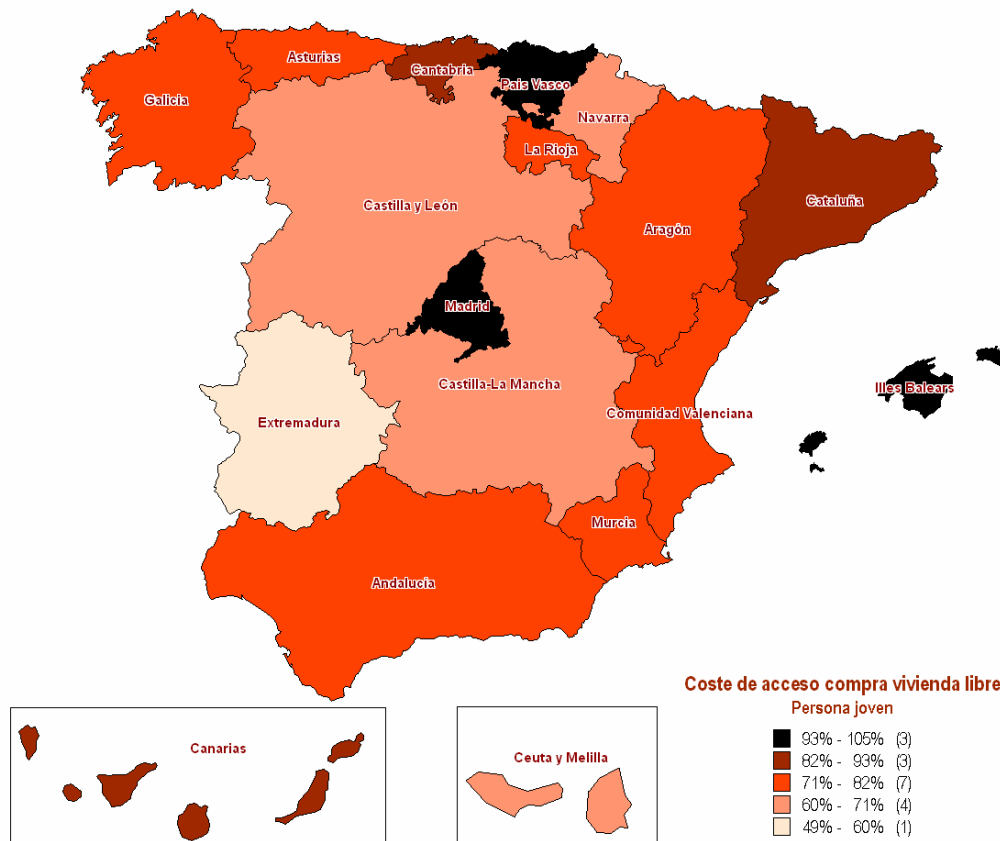 Asturias
Cantabria
País Vasco
Galicia
Navarra
La Rioja
Castilla y León
Cataluña
Aragón
Madrid
Castilla-La Mancha
Illes Balears
Comunidad Valenciana
Extremadura
Murcia
Andalucía
Coste de acceso compra vivienda libre
Persona joven
93% - 105% (3)
82% - 93% (3)
71% - 82% (7)
60% - 71% (4)
49% - 60% (1)
Canarias
Ceuta y Melilla